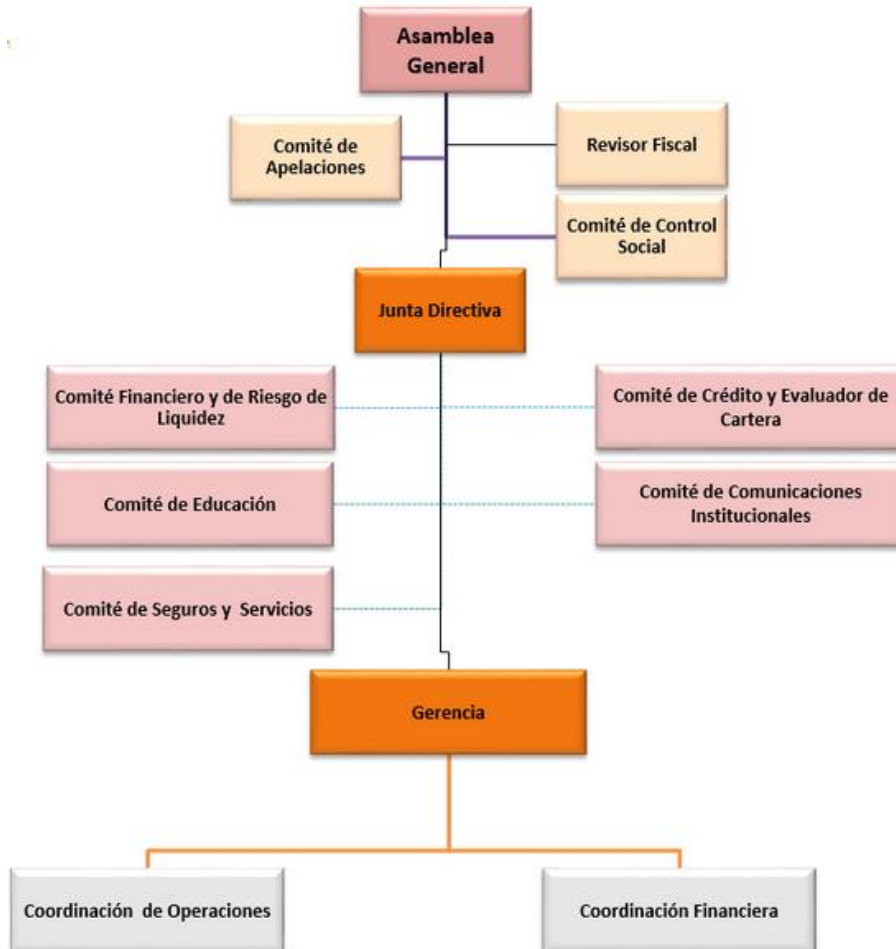 Asamblea
General
Comité de
Apelaciones
Revisor Fiscal
Comité de Control
Social
Junta Directiva
Comité Financiero y de Riesgo de
Liquidez
Comité de Crédito y Evaluador de
Cartera
Comité de Educación
Comité de Comunicaciones
Institucionales
Comité de Seguros y Servicios
Gerencia
Coordinación de Operaciones
Coordinación Financiera